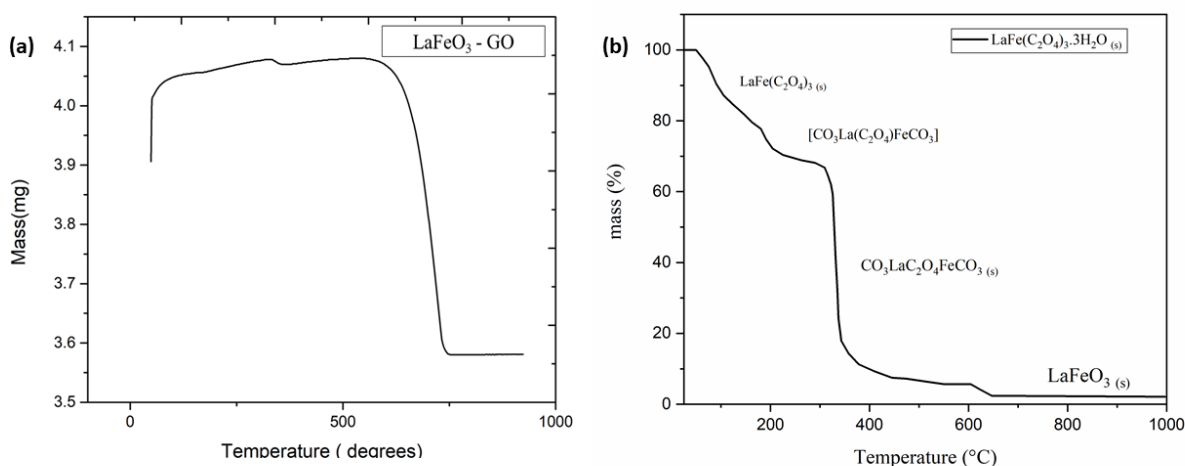 (a)
LaFeO₃ - GO
4.1
4.0
3.9
3.8
3.7
3.6
3.5
Mass(mg)
0
500
1000
Temperature ( degrees)
(b)
LaFe(C₂O₄)₃.3H₂O (s)
100
80
60
40
20
0
mass (%)
LaFe(C₂O₄)₃ (s)
[CO₃La(C₂O₄)FeCO₃]
CO₃LaC₂O₄FeCO₃ (s)
LaFeO₃ (s)
200
400
600
800
1000
Temperature (°C)